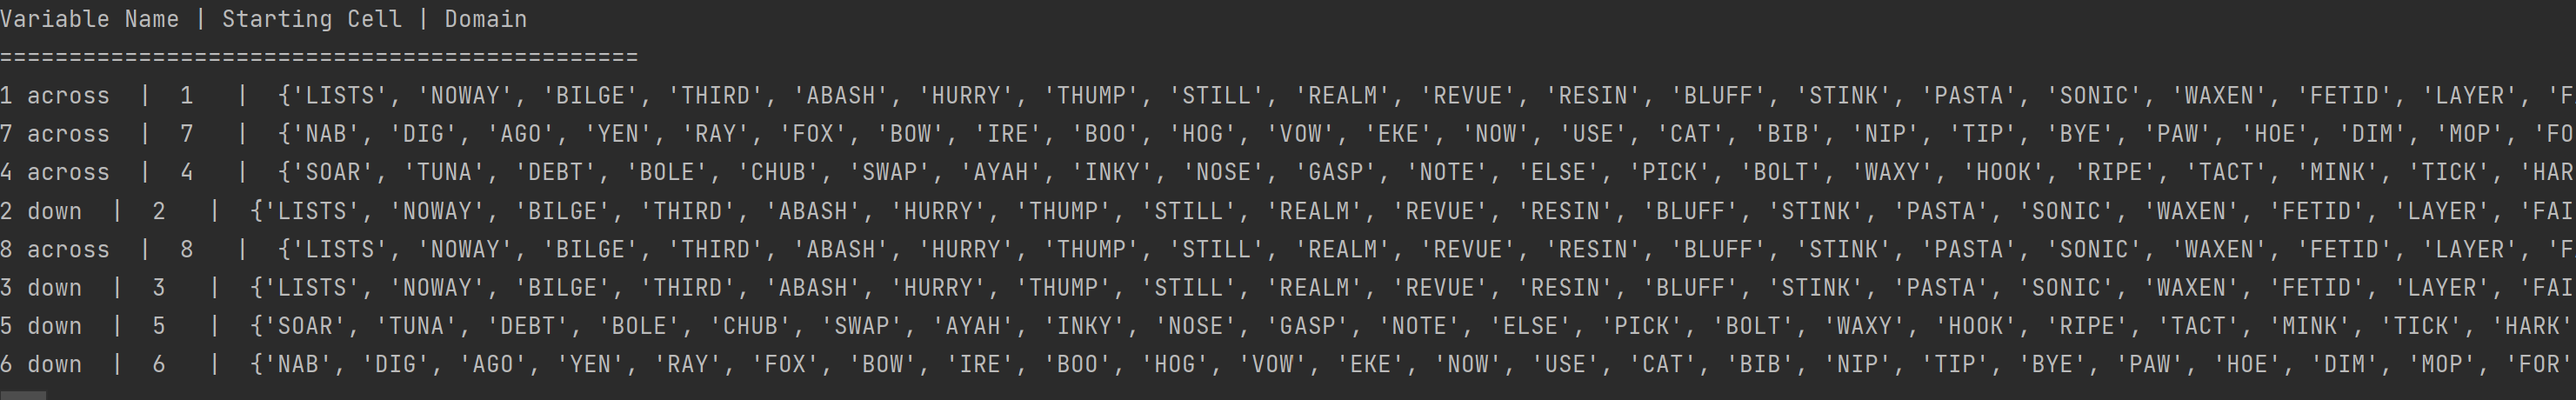 Variable Name | Starting Cell | Domain
==============================================
1 across  |  1   |  {'LISTS', 'NOWAY', 'BILGE', 'THIRD', 'ABASH', 'HURRY', 'THUMP', 'STILL', 'REALM', 'REVUE', 'RESIN', 'BLUFF', 'STINK', 'PASTA', 'SONIC', 'WAXEN', 'FETID', 'LAYER', 'F
7 across  |  7   |  {'NAB', 'DIG', 'AGO', 'YEN', 'RAY', 'FOX', 'BOW', 'IRE', 'BOO', 'HOG', 'VOW', 'EKE', 'NOW', 'USE', 'CAT', 'BIB', 'NIP', 'TIP', 'BYE', 'PAW', 'HOE', 'DIM', 'MOP', 'FO
4 across  |  4   |  {'SOAR', 'TUNA', 'DEBT', 'BOLE', 'CHUB', 'SWAP', 'AYAH', 'INKY', 'NOSE', 'GASP', 'NOTE', 'ELSE', 'PICK', 'BOLT', 'WAXY', 'HOOK', 'RIPE', 'TACT', 'MINK', 'TICK', 'HAR
2 down  |  2   |  {'LISTS', 'NOWAY', 'BILGE', 'THIRD', 'ABASH', 'HURRY', 'THUMP', 'STILL', 'REALM', 'REVUE', 'RESIN', 'BLUFF', 'STINK', 'PASTA', 'SONIC', 'WAXEN', 'FETID', 'LAYER', 'FAI
8 across  |  8   |  {'LISTS', 'NOWAY', 'BILGE', 'THIRD', 'ABASH', 'HURRY', 'THUMP', 'STILL', 'REALM', 'REVUE', 'RESIN', 'BLUFF', 'STINK', 'PASTA', 'SONIC', 'WAXEN', 'FETID', 'LAYER', 'F
3 down  |  3   |  {'LISTS', 'NOWAY', 'BILGE', 'THIRD', 'ABASH', 'HURRY', 'THUMP', 'STILL', 'REALM', 'REVUE', 'RESIN', 'BLUFF', 'STINK', 'PASTA', 'SONIC', 'WAXEN', 'FETID', 'LAYER', 'FAI
5 down  |  5   |  {'SOAR', 'TUNA', 'DEBT', 'BOLE', 'CHUB', 'SWAP', 'AYAH', 'INKY', 'NOSE', 'GASP', 'NOTE', 'ELSE', 'PICK', 'BOLT', 'WAXY', 'HOOK', 'RIPE', 'TACT', 'MINK', 'TICK', 'HARK'
6 down  |  6   |  {'NAB', 'DIG', 'AGO', 'YEN', 'RAY', 'FOX', 'BOW', 'IRE', 'BOO', 'HOG', 'VOW', 'EKE', 'NOW', 'USE', 'CAT', 'BIB', 'NIP', 'TIP', 'BYE', 'PAW', 'HOE', 'DIM', 'MOP', 'FOR'